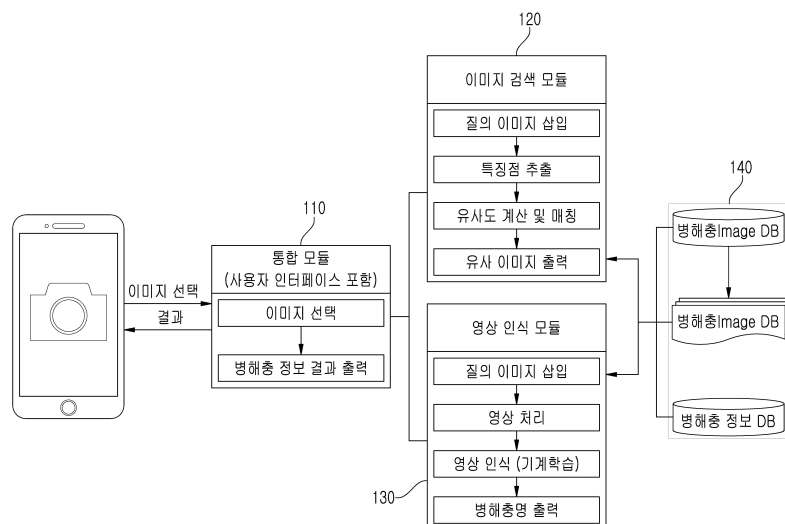 120
이미지 검색 모듈
질의 이미지 삽입
특징점 추출
유사도 계산 및 매칭
유사 이미지 출력
110
통합 모듈
(사용자 인터페이스 포함)
이미지 선택
병해충 정보 결과 출력
이미지 선택
결과
영상 인식 모듈
질의 이미지 삽입
영상 처리
영상 인식 (기계학습)
병해충명 출력
130
140
병해충Image DB
병해충Image DB
병해충 정보 DB